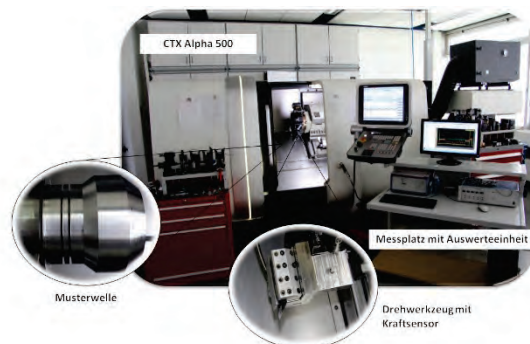 CTX Alpha 500
Messplatz mit Auswerteeinheit
Musterwelle
Drehwerkzeug mit
Kraftsensor